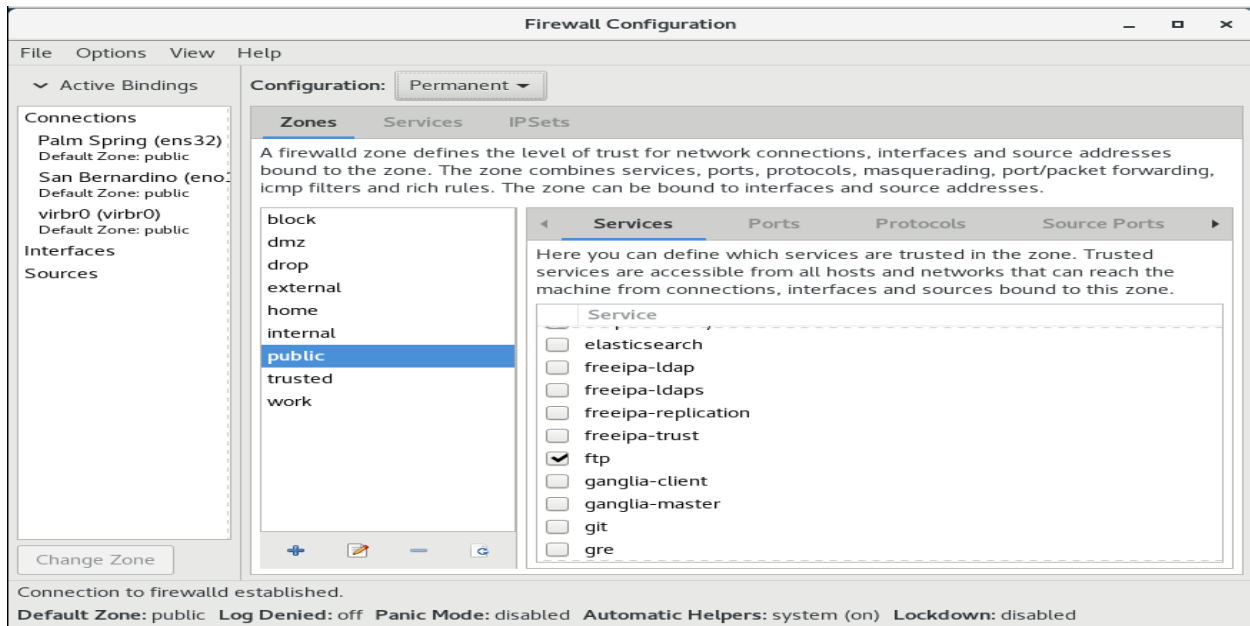 Firewall Configuration
File Options View Help
Active Bindings
Configuration: Permanent
Connections
Palm Spring (ens32)
Default Zone: public
San Bernardino (eno1
Default Zone: public
virbr0 (virbr0)
Default Zone: public
Interfaces
Sources
Change Zone
Zones Services IPSets
A firewalld zone defines the level of trust for network connections, interfaces and source addresses
bound to the zone. The zone combines services, ports, protocols, masquerading, port/packet forwarding,
icmp filters and rich rules. The zone can be bound to interfaces and source addresses.
block
dmz
drop
external
home
internal
public
trusted
work
Services Ports Protocols Source Ports
Here you can define which services are trusted in the zone. Trusted
services are accessible from all hosts and networks that can reach the
machine from connections, interfaces and sources bound to this zone.
Service
elasticsearch
freeipa-ldap
freeipa-ldaps
freeipa-replication
freeipa-trust
ftp
ganglia-client
ganglia-master
git
gre
Connection to firewalld established.
Default Zone: public Log Denied: off Panic Mode: disabled Automatic Helpers: system (on) Lockdown: disabled